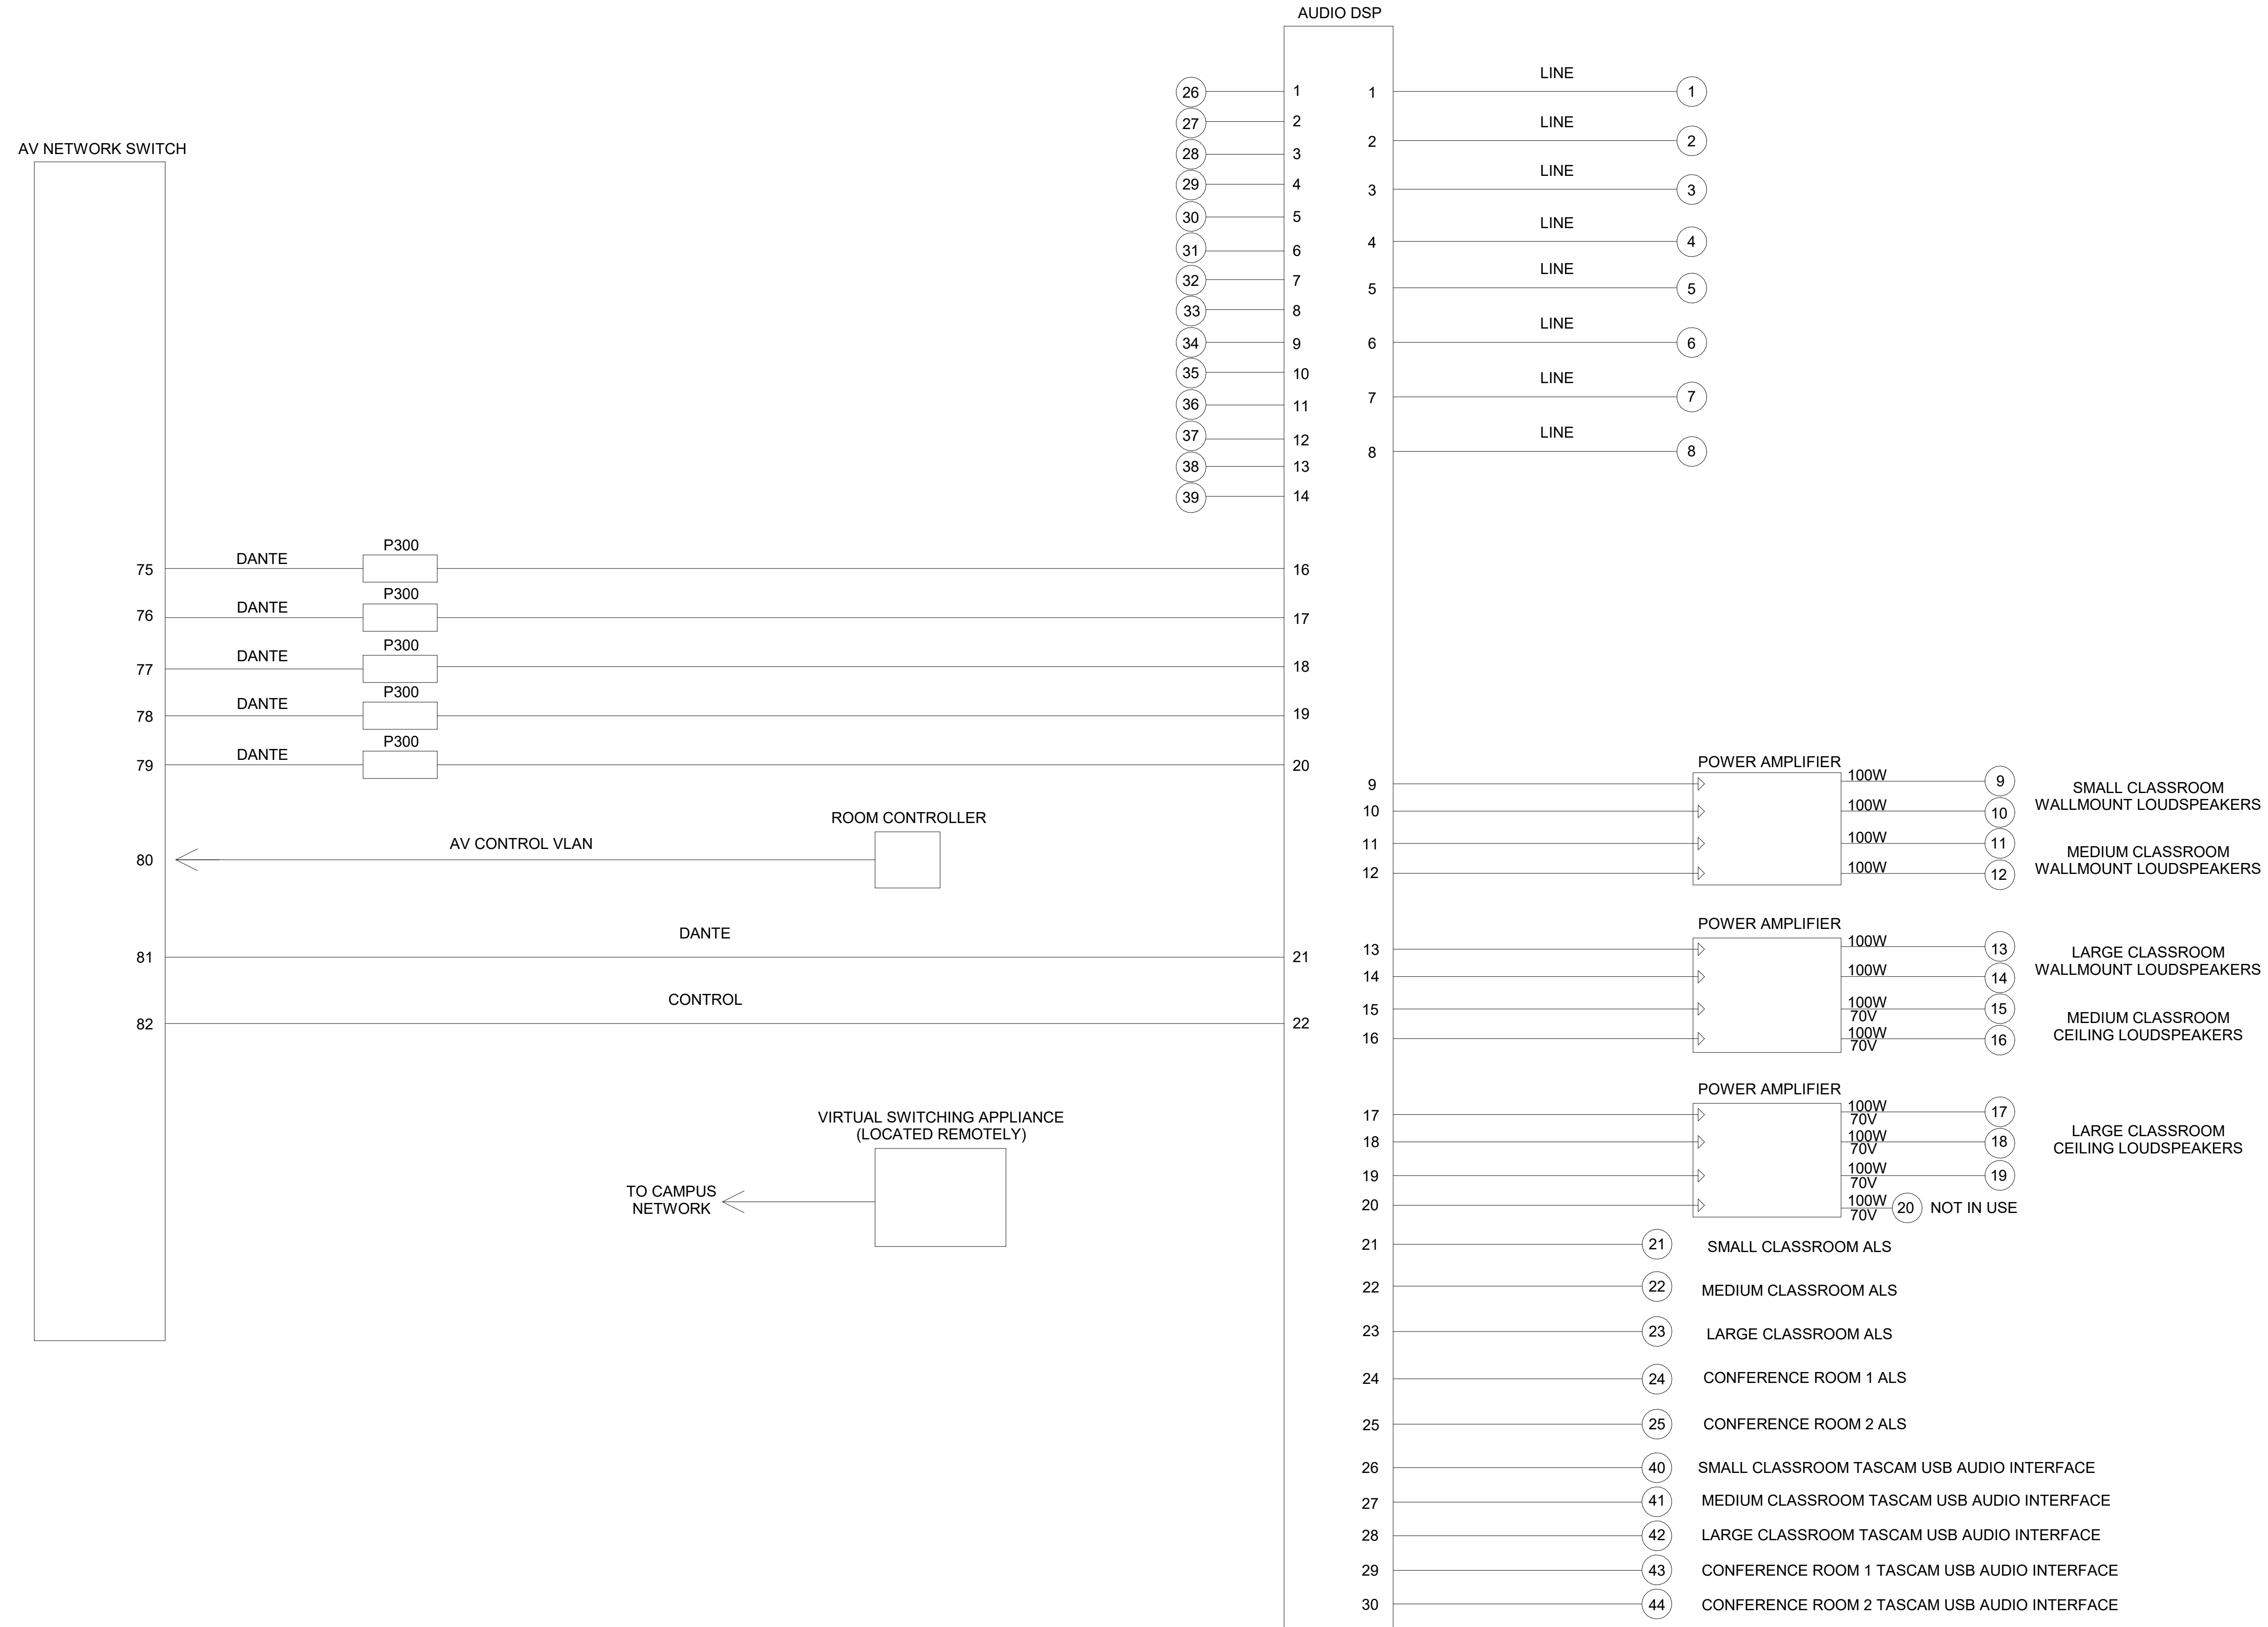 AUDIO DSP
AV NETWORK SWITCH
26 1
27 2
28 3
29 4
30 5
31 6
32 7
33 8
34 9
35 10
36 11
37 12
38 13
39 14
1 LINE 1
2 LINE 2
3 LINE 3
4 LINE 4
5 LINE 5
6 LINE 6
7 LINE 7
8 LINE 8
75 DANTE P300 16
76 DANTE P300 17
77 DANTE P300 18
78 DANTE P300 19
79 DANTE P300 20
ROOM CONTROLLER
80 AV CONTROL VLAN
DANTE
81 21
CONTROL
82 22
VIRTUAL SWITCHING APPLIANCE
(LOCATED REMOTELY)
TO CAMPUS
NETWORK
POWER AMPLIFIER
9 100W 9
10 100W 10
SMALL CLASSROOM
WALLMOUNT LOUDSPEAKERS
11 100W 11
12 100W 12
MEDIUM CLASSROOM
WALLMOUNT LOUDSPEAKERS
POWER AMPLIFIER
13 100W 13
14 100W 14
LARGE CLASSROOM
WALLMOUNT LOUDSPEAKERS
15 100W 15
70V
16 100W 16
70V
MEDIUM CLASSROOM
CEILING LOUDSPEAKERS
POWER AMPLIFIER
17 100W 17
70V
18 100W 18
70V
19 100W 19
70V
LARGE CLASSROOM
CEILING LOUDSPEAKERS
20 100W 20 NOT IN USE
70V
21 21 SMALL CLASSROOM ALS
22 22 MEDIUM CLASSROOM ALS
23 23 LARGE CLASSROOM ALS
24 24 CONFERENCE ROOM 1 ALS
25 25 CONFERENCE ROOM 2 ALS
26 40 SMALL CLASSROOM TASCAM USB AUDIO INTERFACE
27 41 MEDIUM CLASSROOM TASCAM USB AUDIO INTERFACE
28 42 LARGE CLASSROOM TASCAM USB AUDIO INTERFACE
29 43 CONFERENCE ROOM 1 TASCAM USB AUDIO INTERFACE
30 44 CONFERENCE ROOM 2 TASCAM USB AUDIO INTERFACE